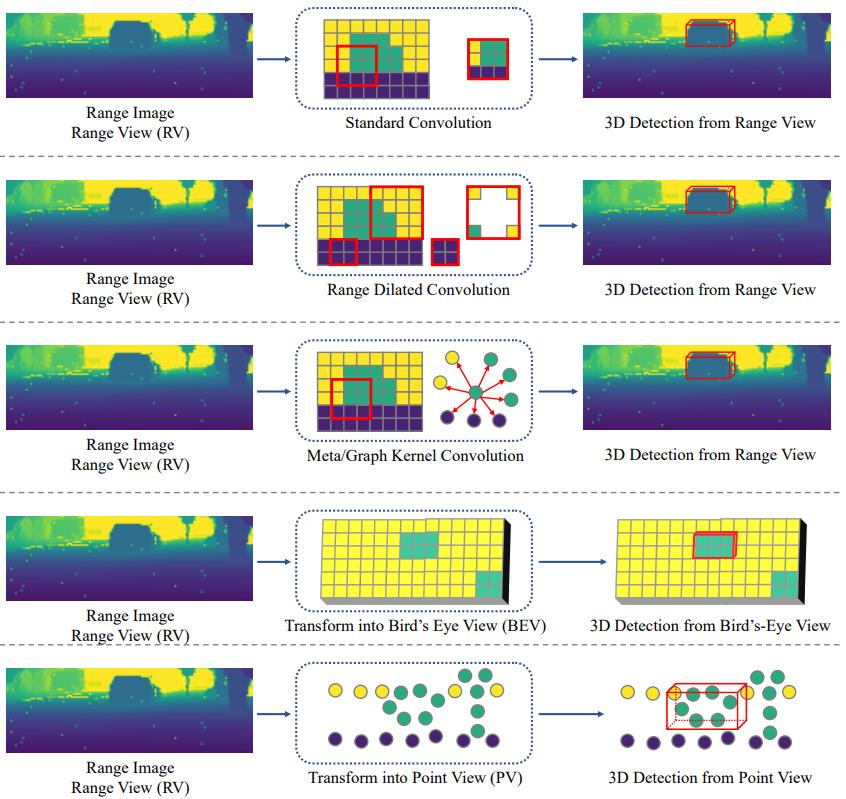 Range Image
Range View (RV)
Standard Convolution
3D Detection from Range View
Range Image
Range View (RV)
Range Dilated Convolution
3D Detection from Range View
Range Image
Range View (RV)
Meta/Graph Kernel Convolution
3D Detection from Range View
Range Image
Range View (RV)
Transform into Bird's Eye View (BEV)
3D Detection from Bird's-Eye View
Range Image
Range View (RV)
Transform into Point View (PV)
3D Detection from Point View